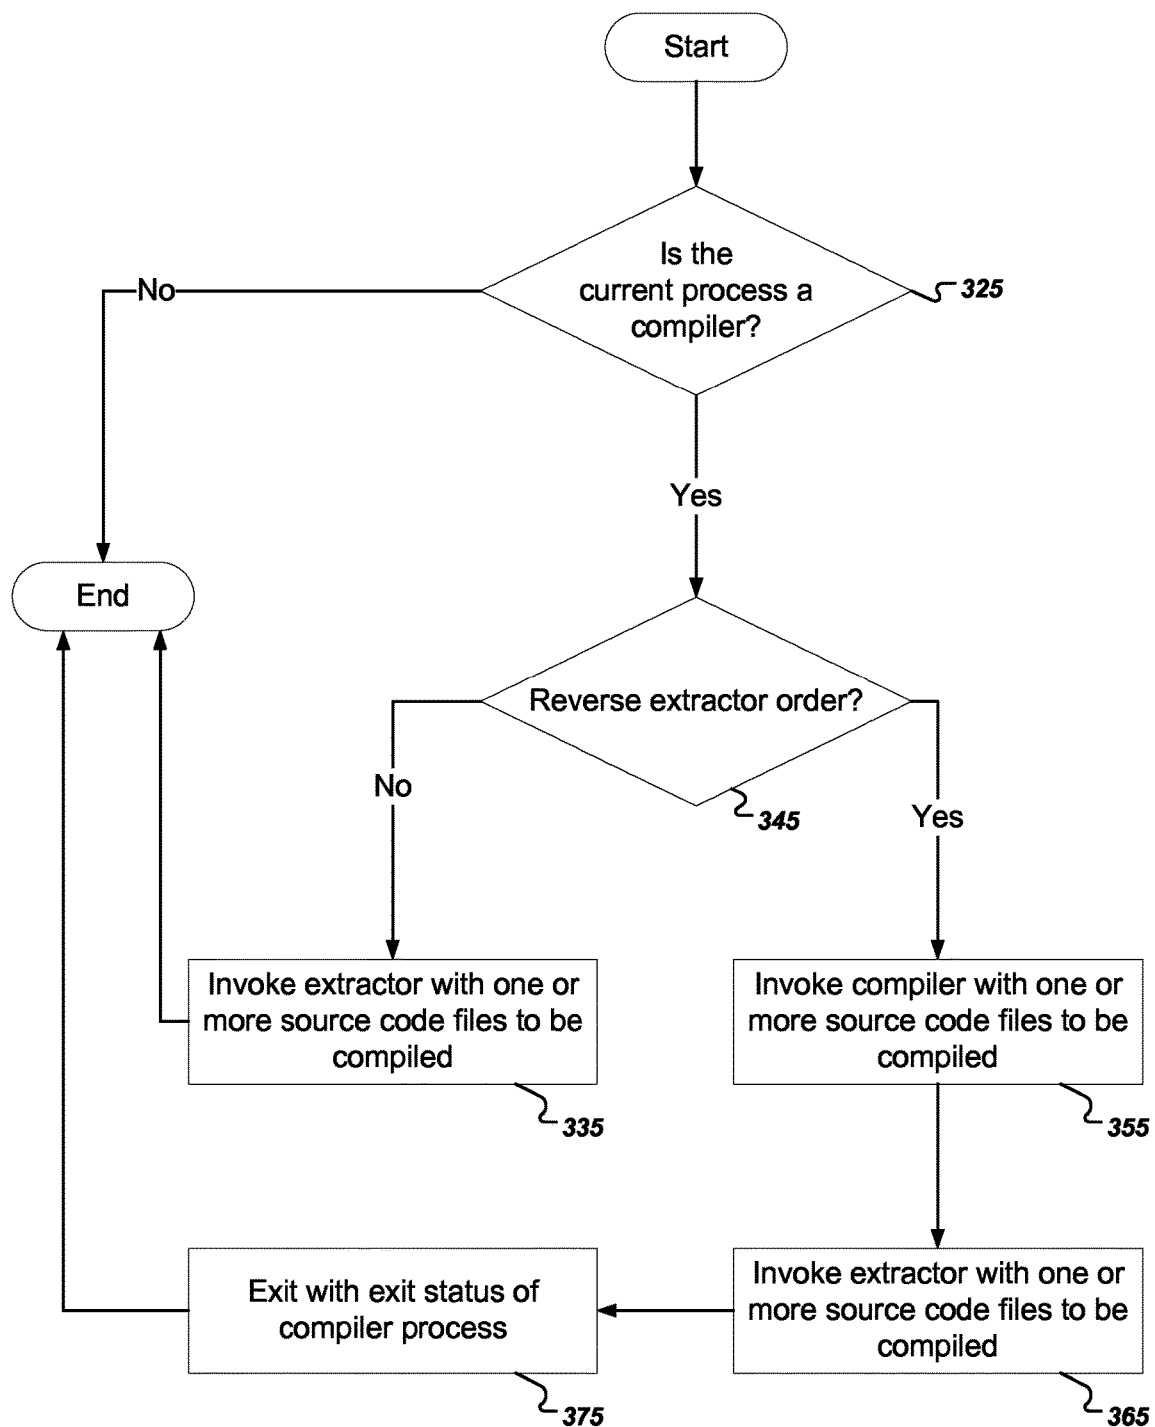 Start
Is the
current process a
compiler?
325
No
Yes
End
Reverse extractor order?
345
No
Yes
Invoke extractor with one or
more source code files to be
compiled
335
Invoke compiler with one or
more source code files to be
compiled
355
Exit with exit status of
compiler process
375
Invoke extractor with one or
more source code files to be
compiled
365